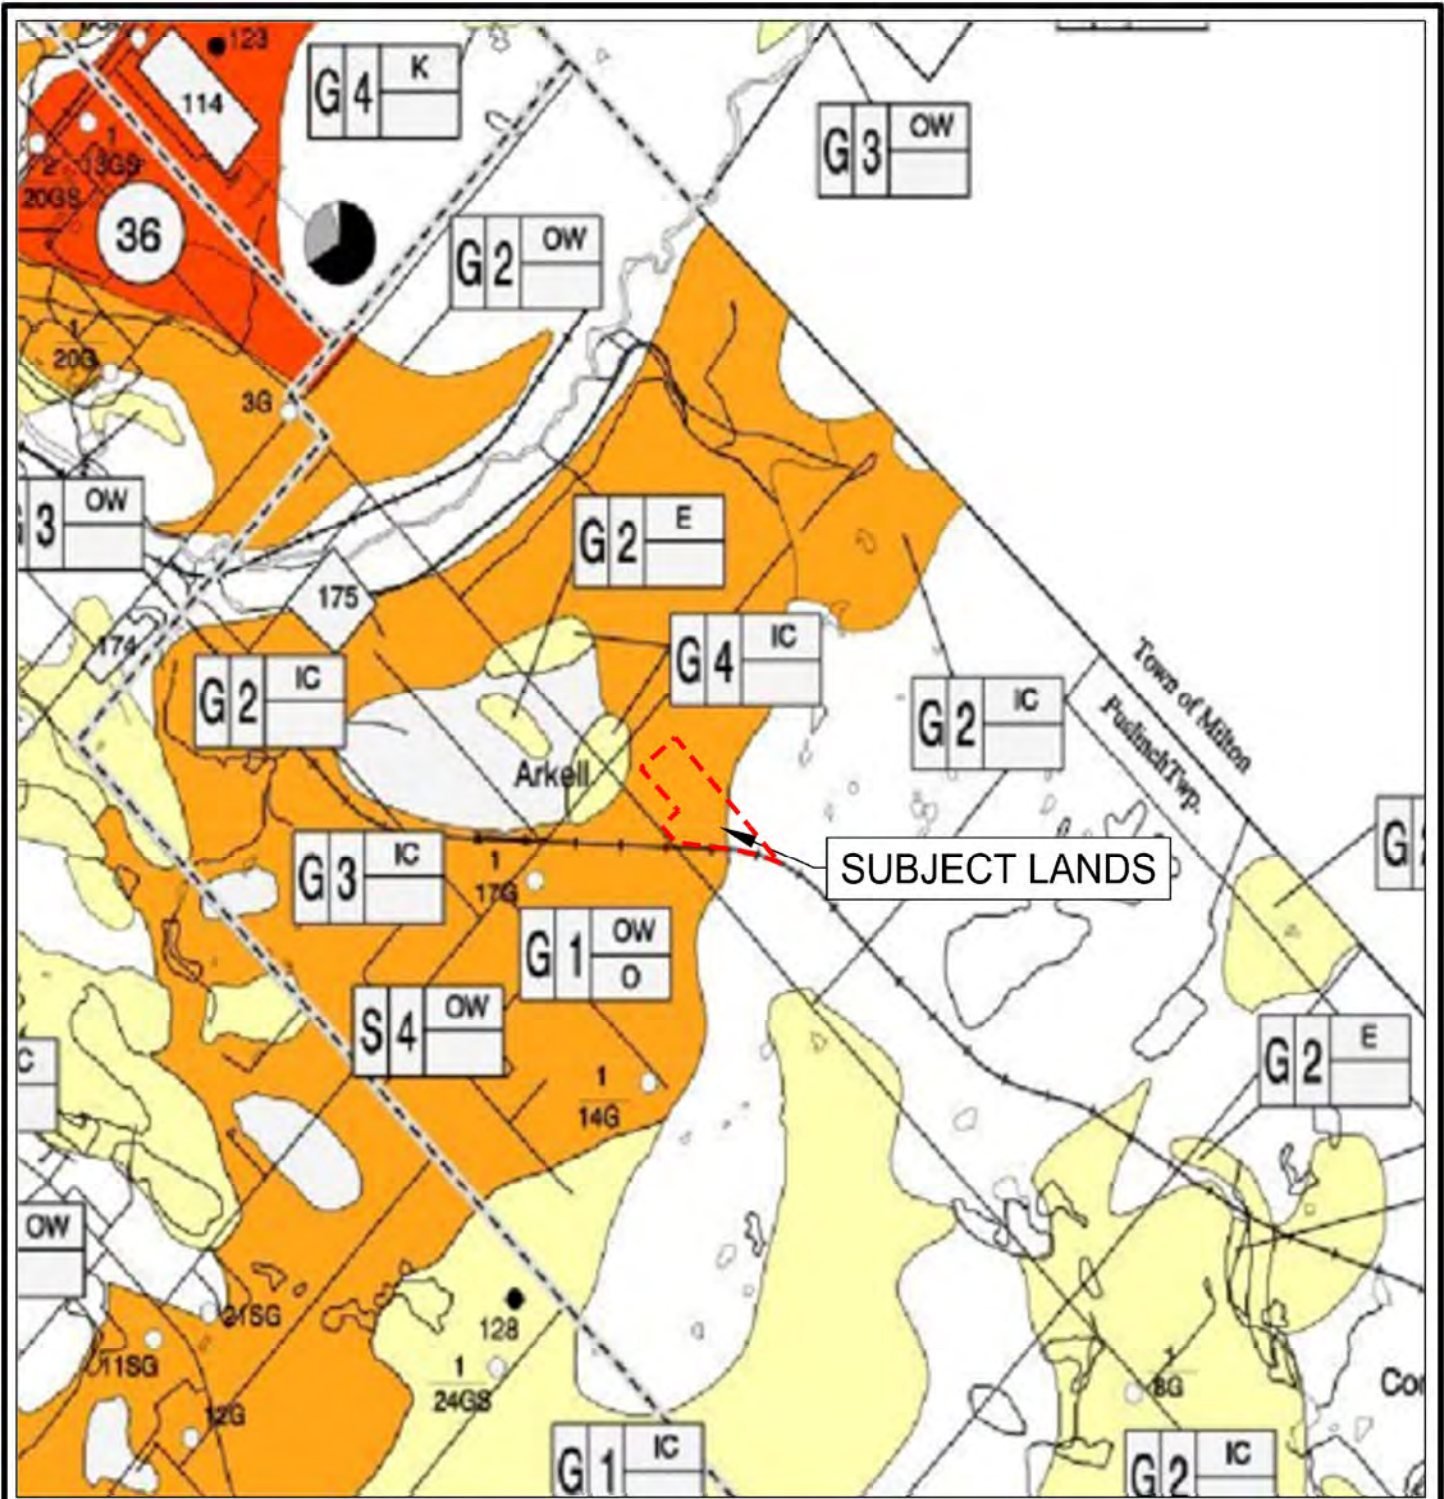 123
G 4 K
114
G 3 OW
1
2 13GS
20GS
36
G 2 OW
1
20G
3G
3 OW
G 2 E
175
174
G 4 IC
G 2 IC
G 2 IC
Town of Milton
Puslinch Twp.
Arkell
SUBJECT LANDS
G
G 3 IC
1
17G
G 1 OW
O
S 4 OW
G 2 E
C
1
14G
OW
21SG
11SG
12G
128
1
24GS
1
8G
Cor
G 1 IC
G 2 IC